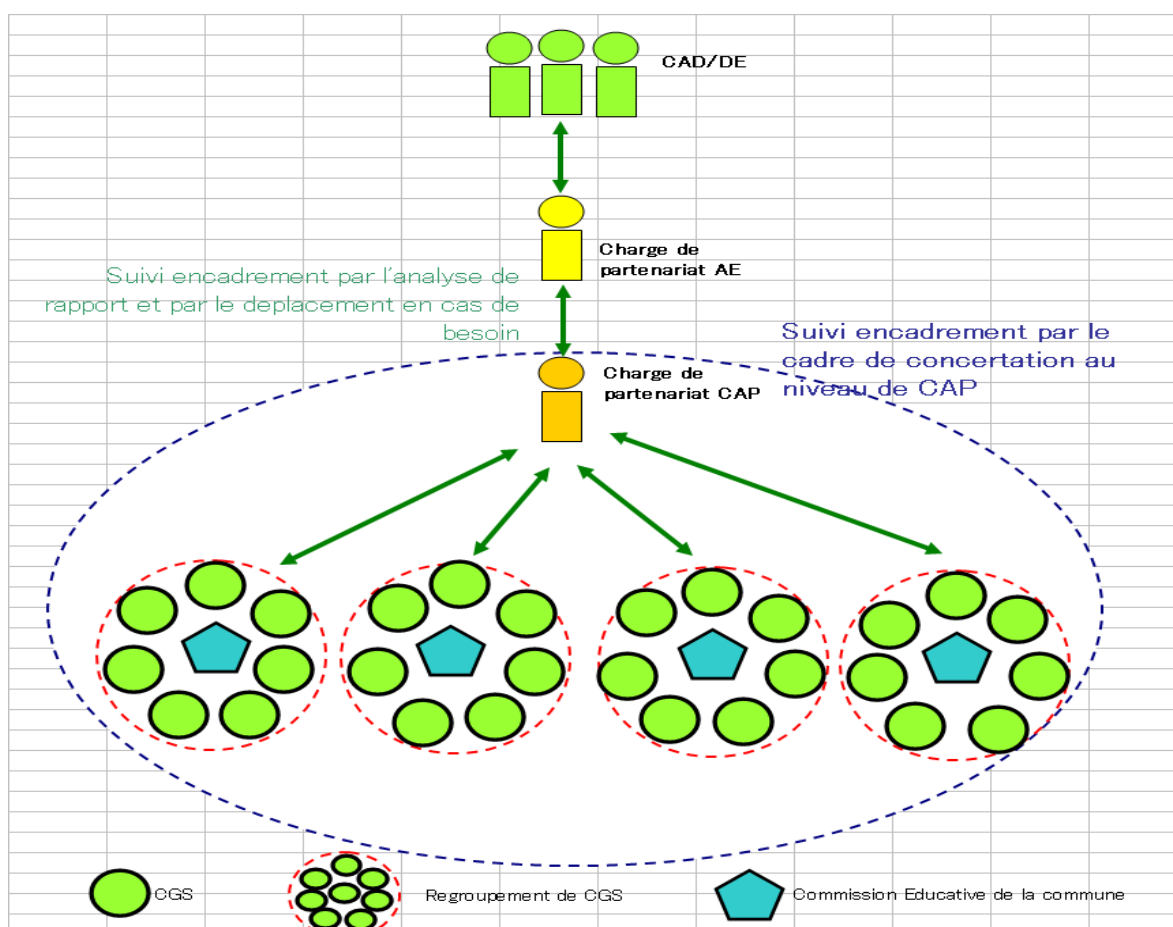 CAD/DE
Charge de
partenariat AE
Suivi encadrement par l'analyse de
rapport et par le deplacement en cas de
besoin
Suivi encadrement par le
cadre de concertation au
niveau de CAP
Charge de
partenariat CAP
CGS
Regroupement de CGS
Commission Educative de la commune